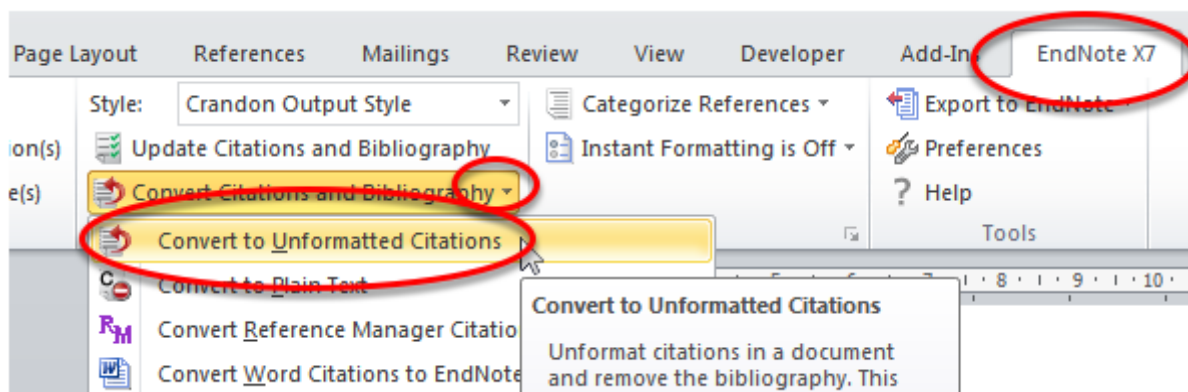 Page Layout References Mailings Review View Developer Add-Ins EndNote X7
Style: Crandon Output Style Categorize References Export to EndNote
ion(s) Update Citations and Bibliography Instant Formatting is Off Preferences
e(s) Convert Citations and Bibliography ? Help
Convert to Unformatted Citations Tools
Convert to Plain Text 8 9 10
Convert Reference Manager Citatio Convert to Unformatted Citations
Convert Word Citations to EndNote Unformat citations in a document
and remove the bibliography. This